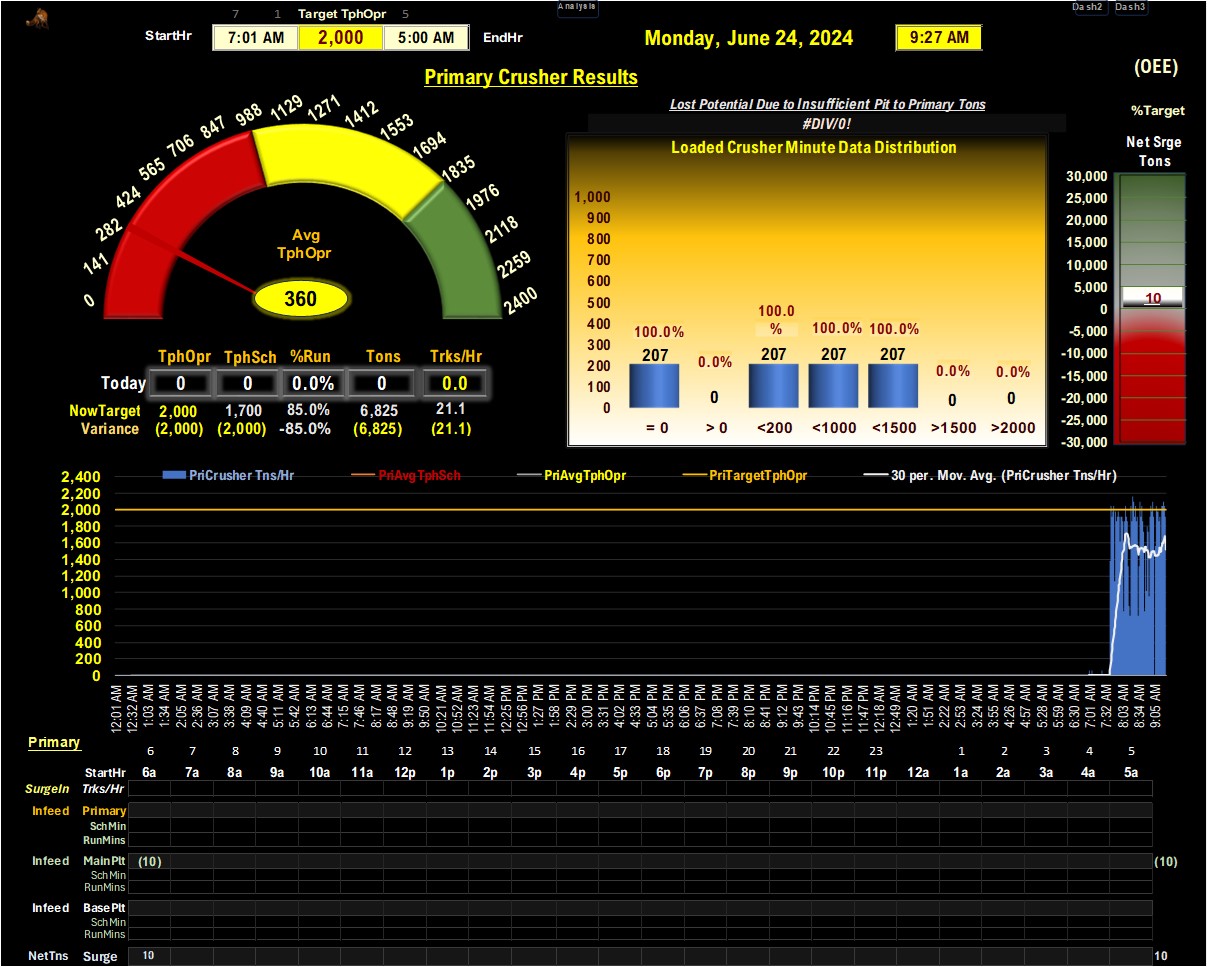 7 1 Target TphOpr 5
Analysis
Dash2 Dash3
StartHr 7:01 AM 2,000 5:00 AM EndHr
Monday, June 24, 2024 9:27 AM
Primary Crusher Results
(OEE)
%Target
Net Srge
Tons
0 141 282 424 565 706 847 988 1129 1271 1412 1553 1694 1835 1976 2118 2259 2400
Avg
TphOpr
360
Lost Potential Due to Insufficient Pit to Primary Tons
#DIV/0!
Loaded Crusher Minute Data Distribution
1,000
900
800
700
600
500
400
300
200
100
0
100.0% 0.0% 100.0% 100.0% 100.0% 0.0% 0.0%
207 0 207 207 207 0 0
= 0 > 0 <200 <1000 <1500 >1500 >2000
30,000
25,000
20,000
15,000
10,000
5,000
0
-5,000
-10,000
-15,000
-20,000
-25,000
-30,000
10
TphOpr TphSch %Run Tons Trks/Hr
Today 0 0 0.0% 0 0.0
NowTarget 2,000 1,700 85.0% 6,825 21.1
Variance (2,000) (2,000) -85.0% (6,825) (21.1)
PriCrusher Tns/Hr PriAvgTphSch PriAvgTphOpr PriTargetTphOpr 30 per. Mov. Avg. (PriCrusher Tns/Hr)
2,400
2,200
2,000
1,800
1,600
1,400
1,200
1,000
800
600
400
200
0
12:01 AM 12:32 AM 1:03 AM 1:34 AM 2:05 AM 2:36 AM 3:07 AM 3:38 AM 4:09 AM 4:40 AM 5:11 AM 5:42 AM 6:13 AM 6:44 AM 7:15 AM 7:46 AM 8:17 AM 8:48 AM 9:19 AM 9:50 AM 10:21 AM 10:52 AM 11:23 AM 11:54 AM 12:25 PM 12:56 PM 1:27 PM 1:58 PM 2:29 PM 3:00 PM 3:31 PM 4:02 PM 4:33 PM 5:04 PM 5:35 PM 6:06 PM 6:37 PM 7:08 PM 7:39 PM 8:10 PM 8:41 PM 9:12 PM 9:43 PM 10:14 PM 10:45 PM 11:16 PM 11:47 PM 12:18 AM 12:49 AM 1:20 AM 1:51 AM 2:22 AM 2:53 AM 3:24 AM 3:55 AM 4:26 AM 4:57 AM 5:28 AM 5:59 AM 6:30 AM 7:01 AM 7:32 AM 8:03 AM 8:34 AM 9:05 AM
Primary
6 7 8 9 10 11 12 13 14 15 16 17 18 19 20 21 22 23 1 2 3 4 5
StartHr 6a 7a 8a 9a 10a 11a 12p 1p 2p 3p 4p 5p 6p 7p 8p 9p 10p 11p 12a 1a 2a 3a 4a 5a
SurgeIn Trks/Hr
Infeed Primary
SchMin
RunMins
Infeed MainPlt (10) (10)
SchMin
RunMins
Infeed BasePlt
SchMin
RunMins
NetTns Surge 10 10